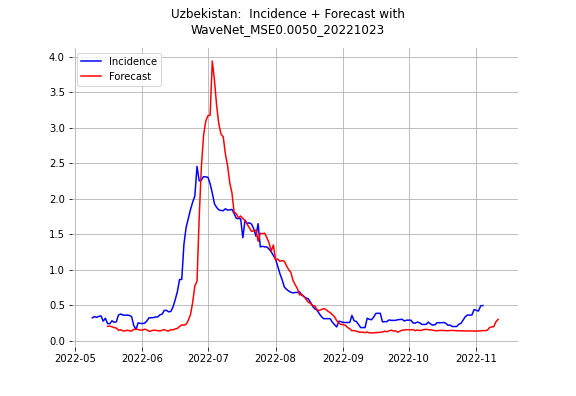 Uzbekistan:  Incidence + Forecast with
WaveNet_MSE0.0050_20221023
Incidence
Forecast
4.0
3.5
3.0
2.5
2.0
1.5
1.0
0.5
0.0
2022-05 2022-06 2022-07 2022-08 2022-09 2022-10 2022-11